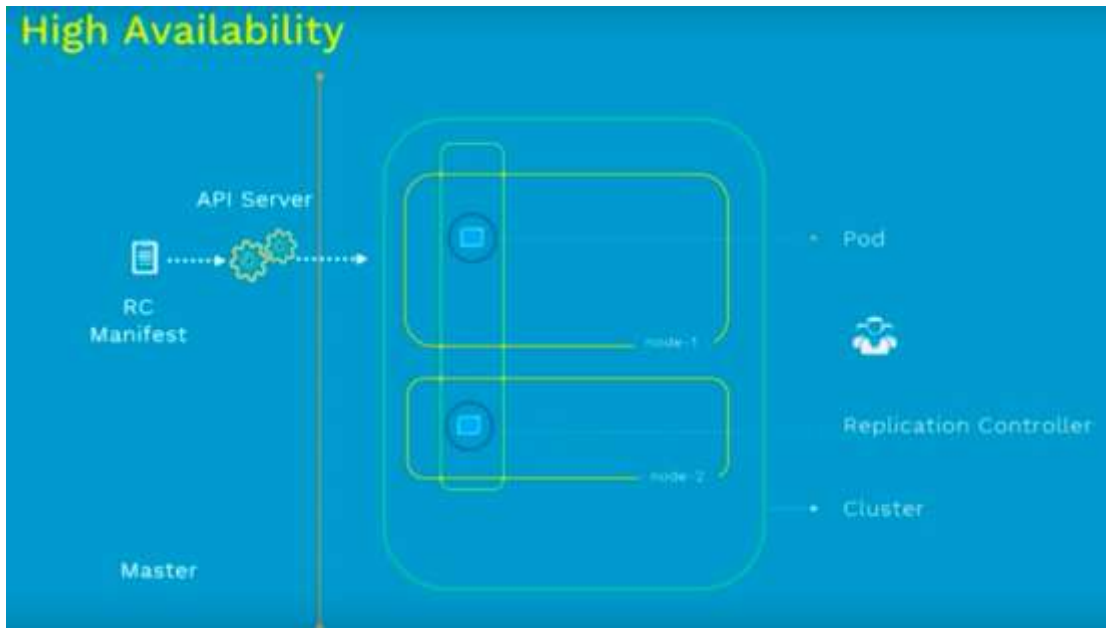 High Availability
API Server
RC
Manifest
Master
node-1
node-2
Pod
Replication Controller
Cluster